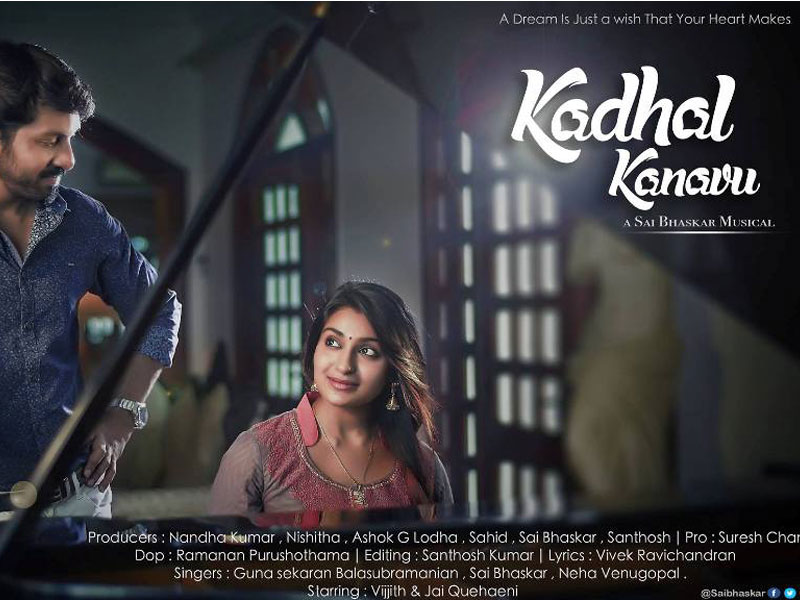 A Dream Is Just a wish That Your Heart Makes
Kadhal
Kanavu
A Sai Bhaskar Musical
Producers : Nandha Kumar , Nishitha , Ashok G Lodha , Sahid , Sai Bhaskar , Santhosh | Pro : Suresh Chan
Dop : Ramanan Purushothama | Editing : Santhosh Kumar | Lyrics : Vivek Ravichandran
Singers : Guna sekaran Balasubramanian , Sai Bhaskar , Neha Venugopal .
Starring : Vijjith & Jai Quehaeni
@Saibhaskar